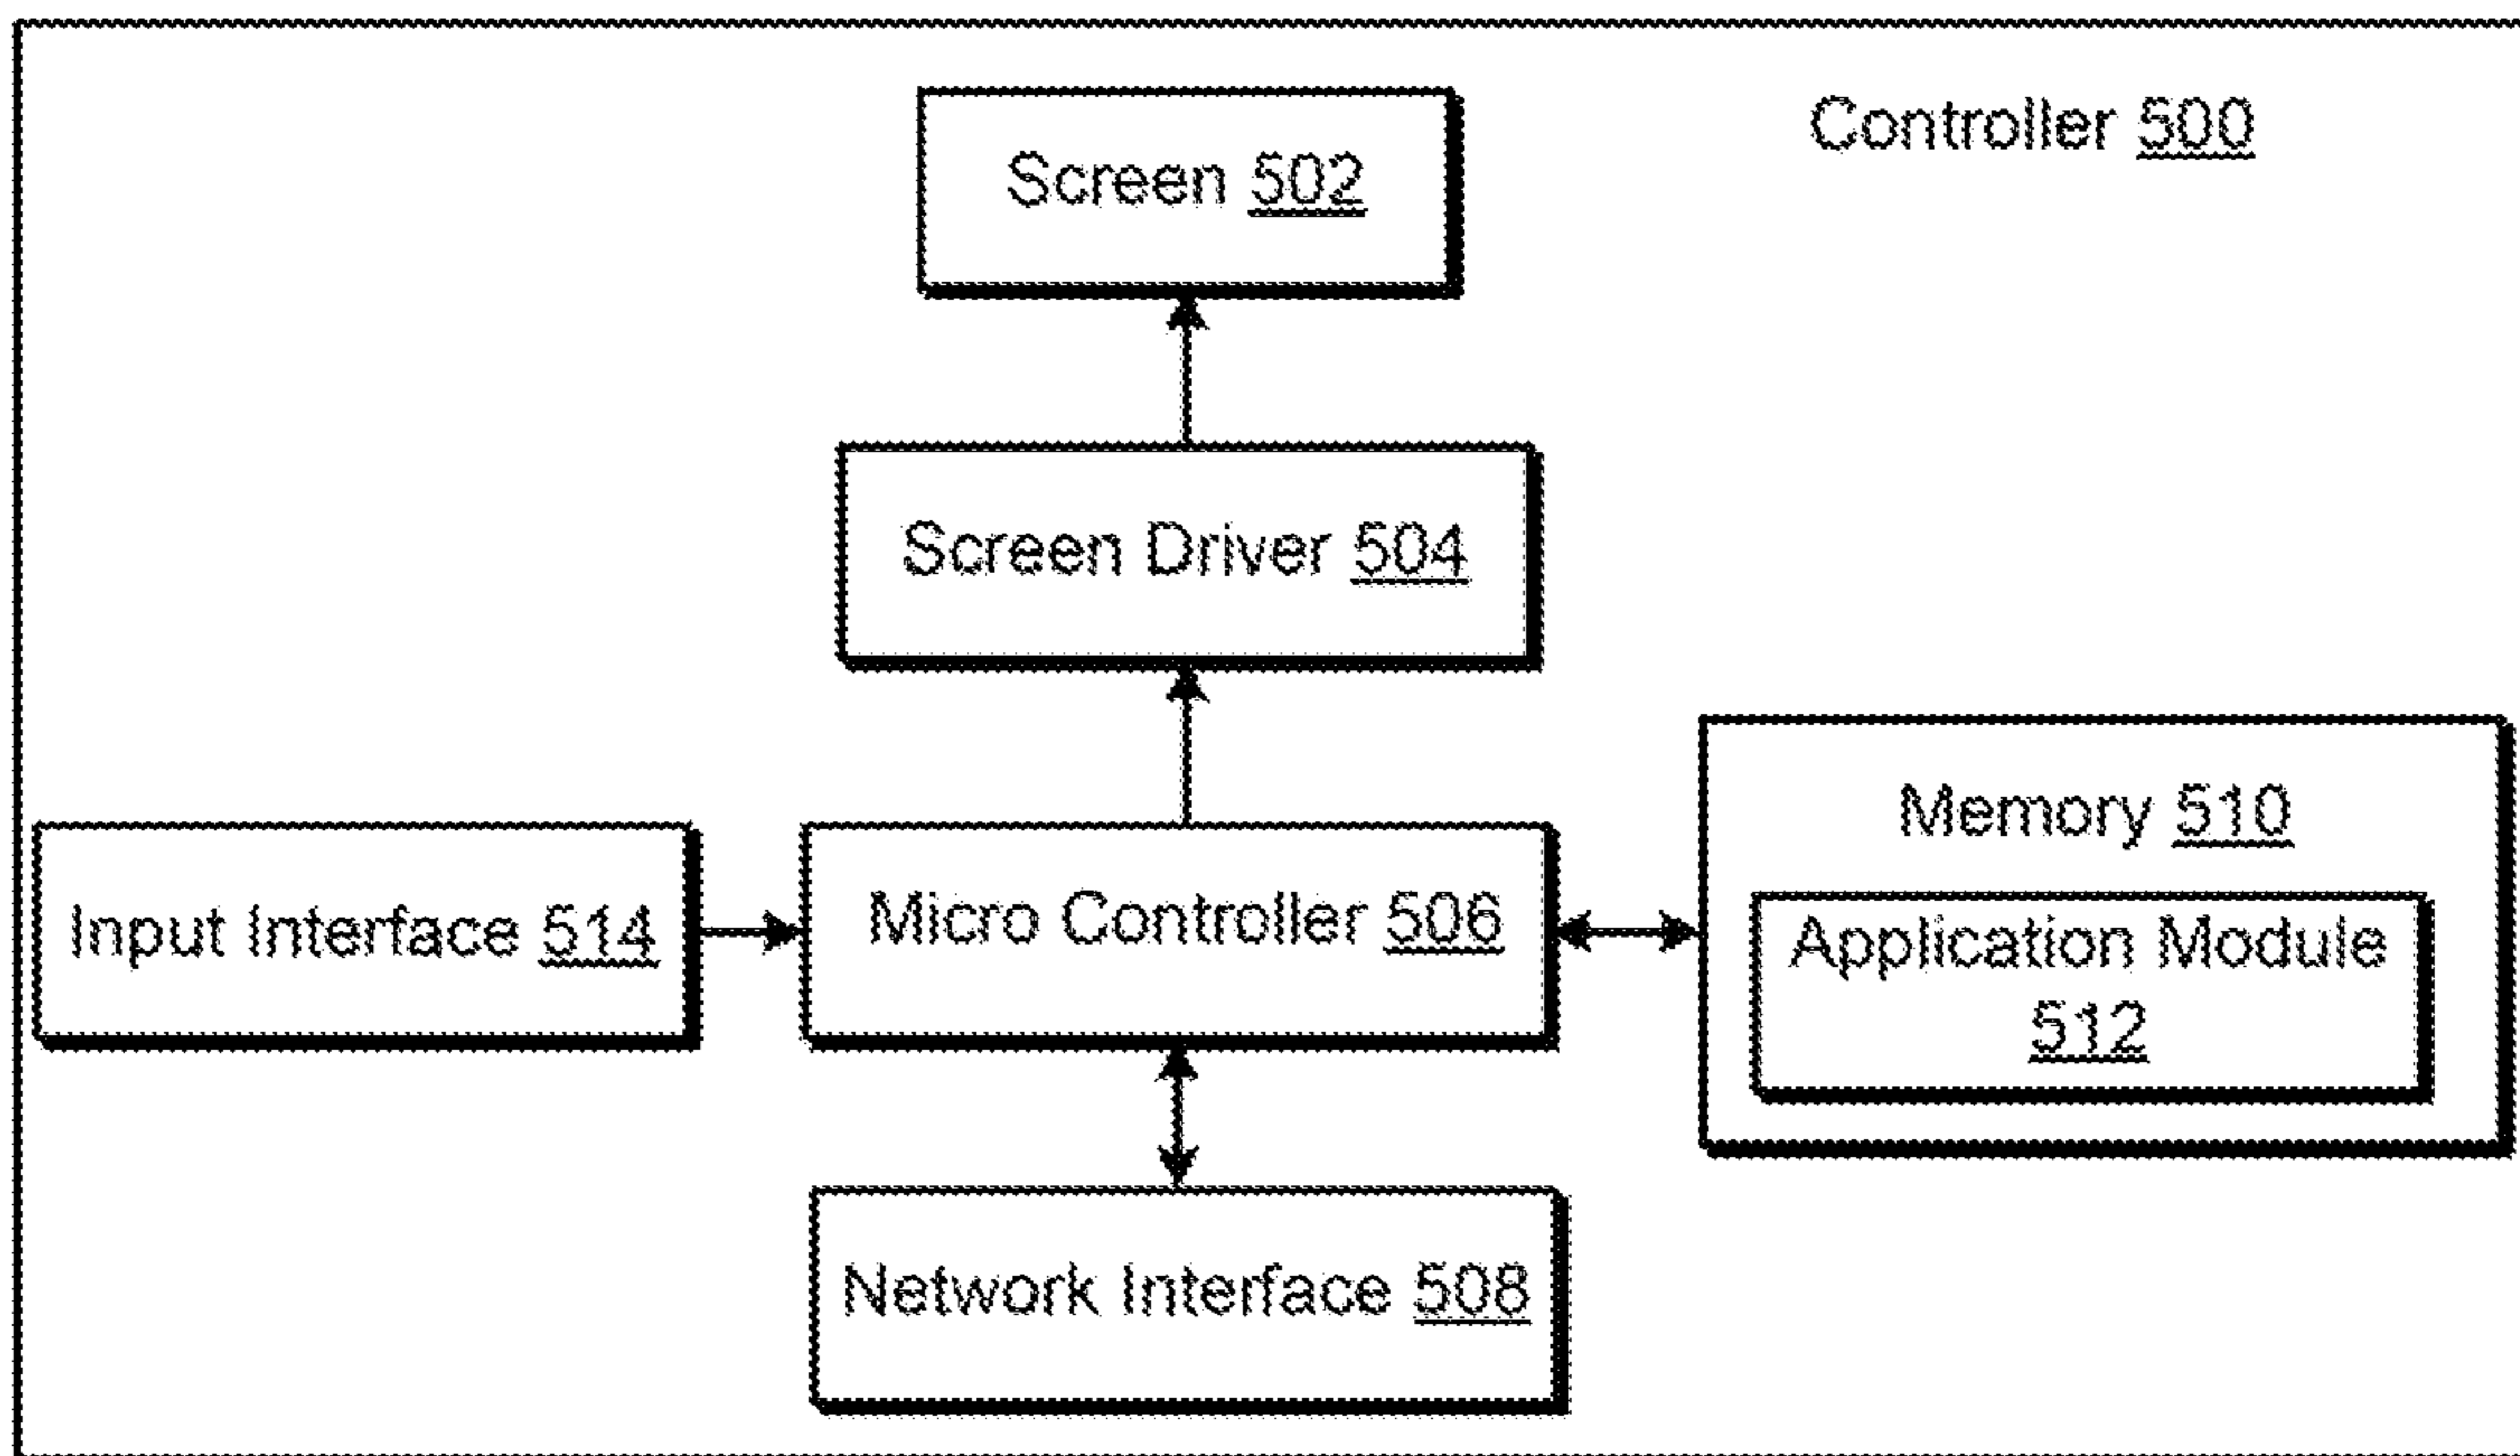 Controller 500
Screen 502
Screen Driver 504
Memory 510
Input Interface 514
Micro Controller 506
Application Module
512
Network Interface 508